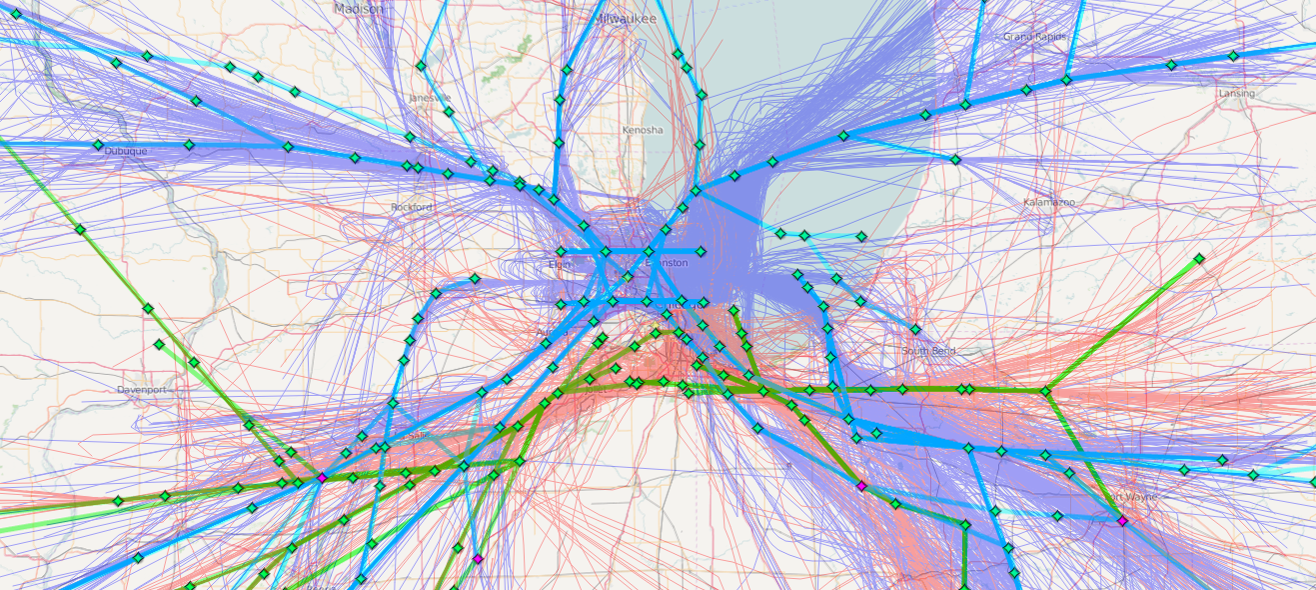 Madison
Milwaukee
Grand Rapids
Lansing
Janesville
Kenosha
Dubuque
Rockford
Kalamazoo
Elgin
Evanston
South Bend
Davenport
Fort Wayne